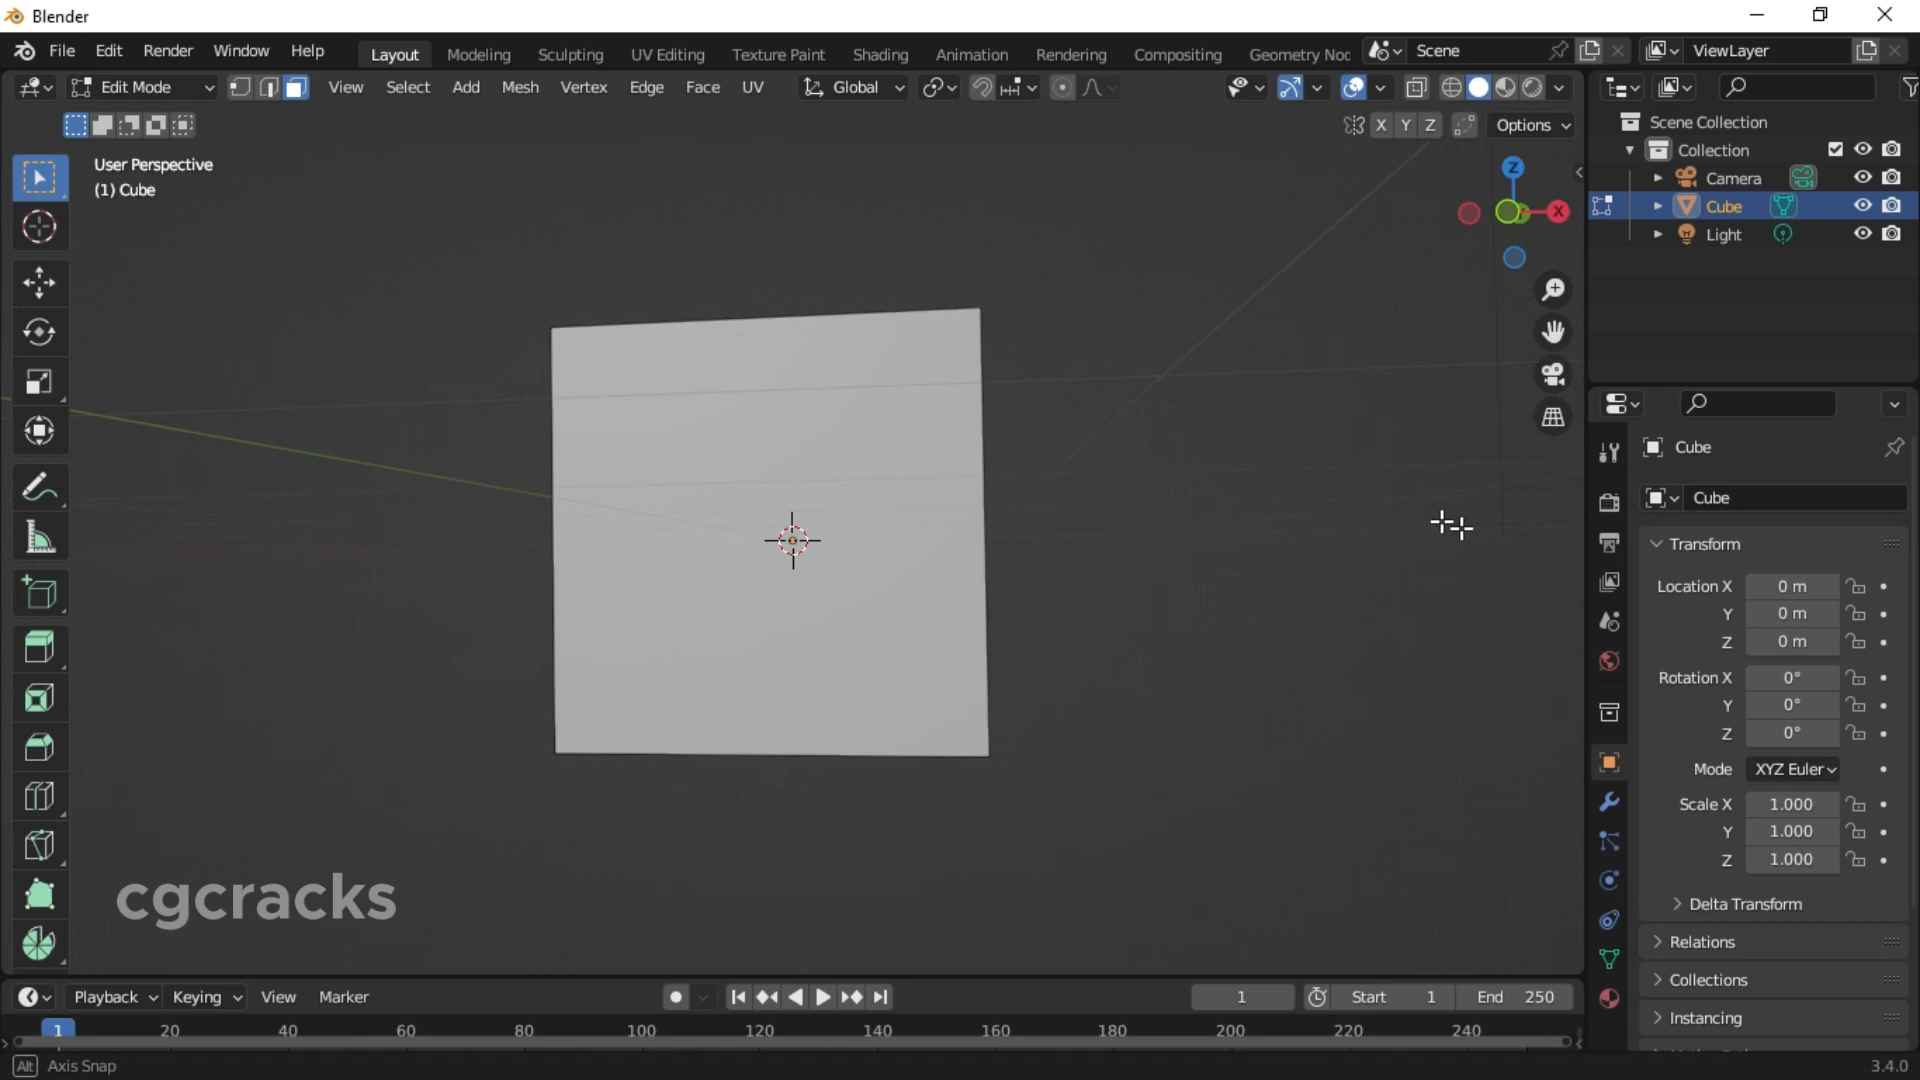 Blender
File Edit Render Window Help Layout Modeling Sculpting UV Editing Texture Paint Shading Animation Rendering Compositing Geometry Noc Scene ViewLayer
Edit Mode View Select Add Mesh Vertex Edge Face UV Global
X Y Z Options
User Perspective
(1) Cube
Z
X
Scene Collection
Collection
Camera
Cube
Light
Cube
Cube
Transform
Location X 0 m
Y 0 m
Z 0 m
Rotation X 0°
Y 0°
Z 0°
Mode XYZ Euler
Scale X 1.000
Y 1.000
Z 1.000
Delta Transform
Relations
Collections
Instancing
cgcracks
Playback Keying View Marker 1 Start 1 End 250
1 20 40 60 80 100 120 140 160 180 200 220 240
Alt Axis Snap 3.4.0